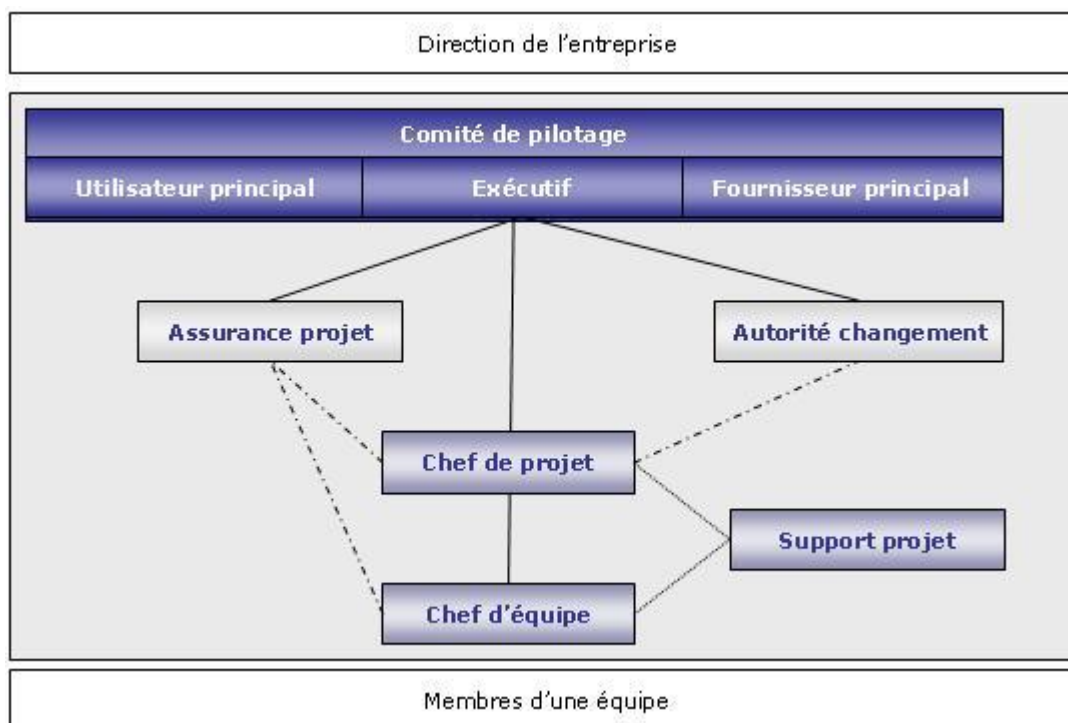 Direction de l'entreprise
Comité de pilotage
Utilisateur principal
Exécutif
Fournisseur principal
Assurance projet
Autorité changement
Chef de projet
Support projet
Chef d'équipe
Membres d'une équipe